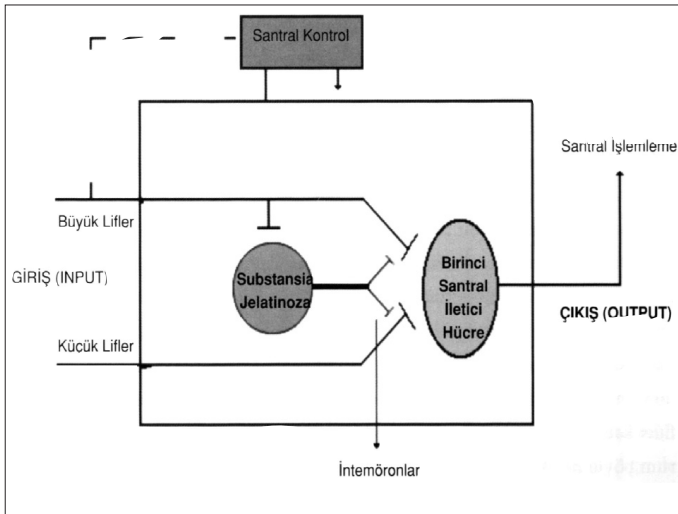 Santral Kontrol
Santral İşlemleme
Büyük Lifler
GİRİŞ (INPUT)
Substansia
Jelatinoza
Birinci
Santral
İletici
Hücre
ÇIKIŞ (OUTPUT)
Küçük Lifler
İntemöronlar